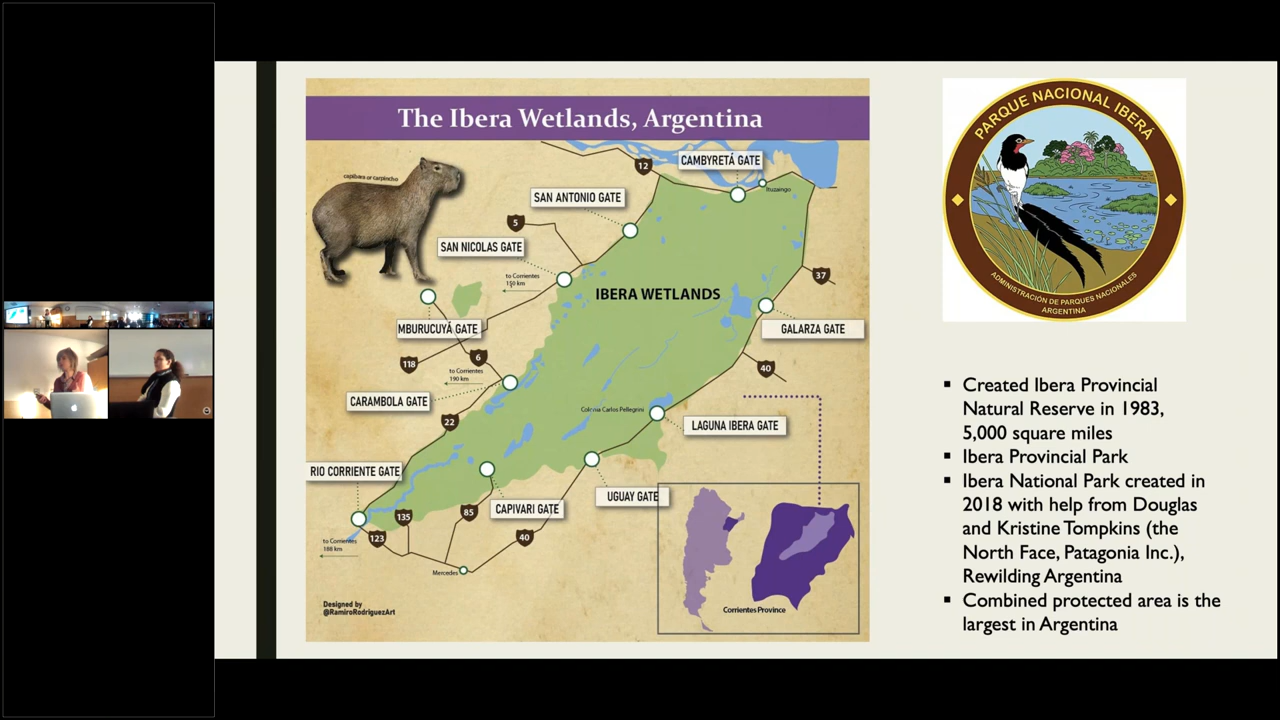 The Ibera Wetlands, Argentina
capibara or carpincho
12
CAMBYRETÁ GATE
Ituzaingo
SAN ANTONIO GATE
5
SAN NICOLAS GATE
to Corrientes
150 km
IBERA WETLANDS
37
MBURUCUYÁ GATE
GALARZA GATE
118
6
to Corrientes
190 km
40
CARAMBOLA GATE
Colonia Carlos Pellegrini
22
LAGUNA IBERA GATE
RIO CORRIENTE GATE
UGUAY GATE
CAPIVARI GATE
135
85
123
40
to Corrientes
188 km
Mercedes
Designed by
@RamiroRodriguezArt
Corrientes Province
PARQUE NACIONAL IBERÁ
ADMINISTRACIÓN DE PARQUES NACIONALES
ARGENTINA
▪ Created Ibera Provincial
Natural Reserve in 1983,
5,000 square miles
▪ Ibera Provincial Park
▪ Ibera National Park created in
2018 with help from Douglas
and Kristine Tompkins (the
North Face, Patagonia Inc.),
Rewilding Argentina
▪ Combined protected area is the
largest in Argentina